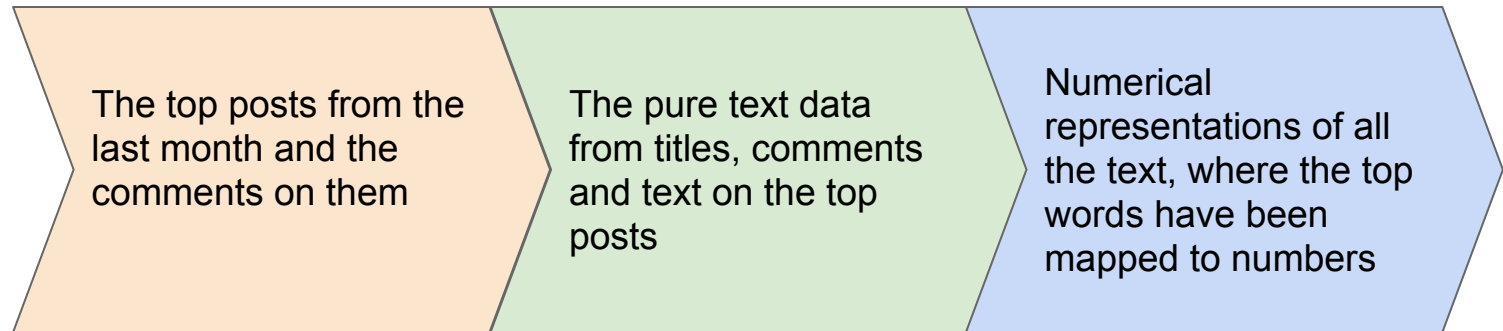 The top posts from the
last month and the
comments on them
The pure text data
from titles, comments
and text on the top
posts
Numerical
representations of all
the text, where the top
words have been
mapped to numbers